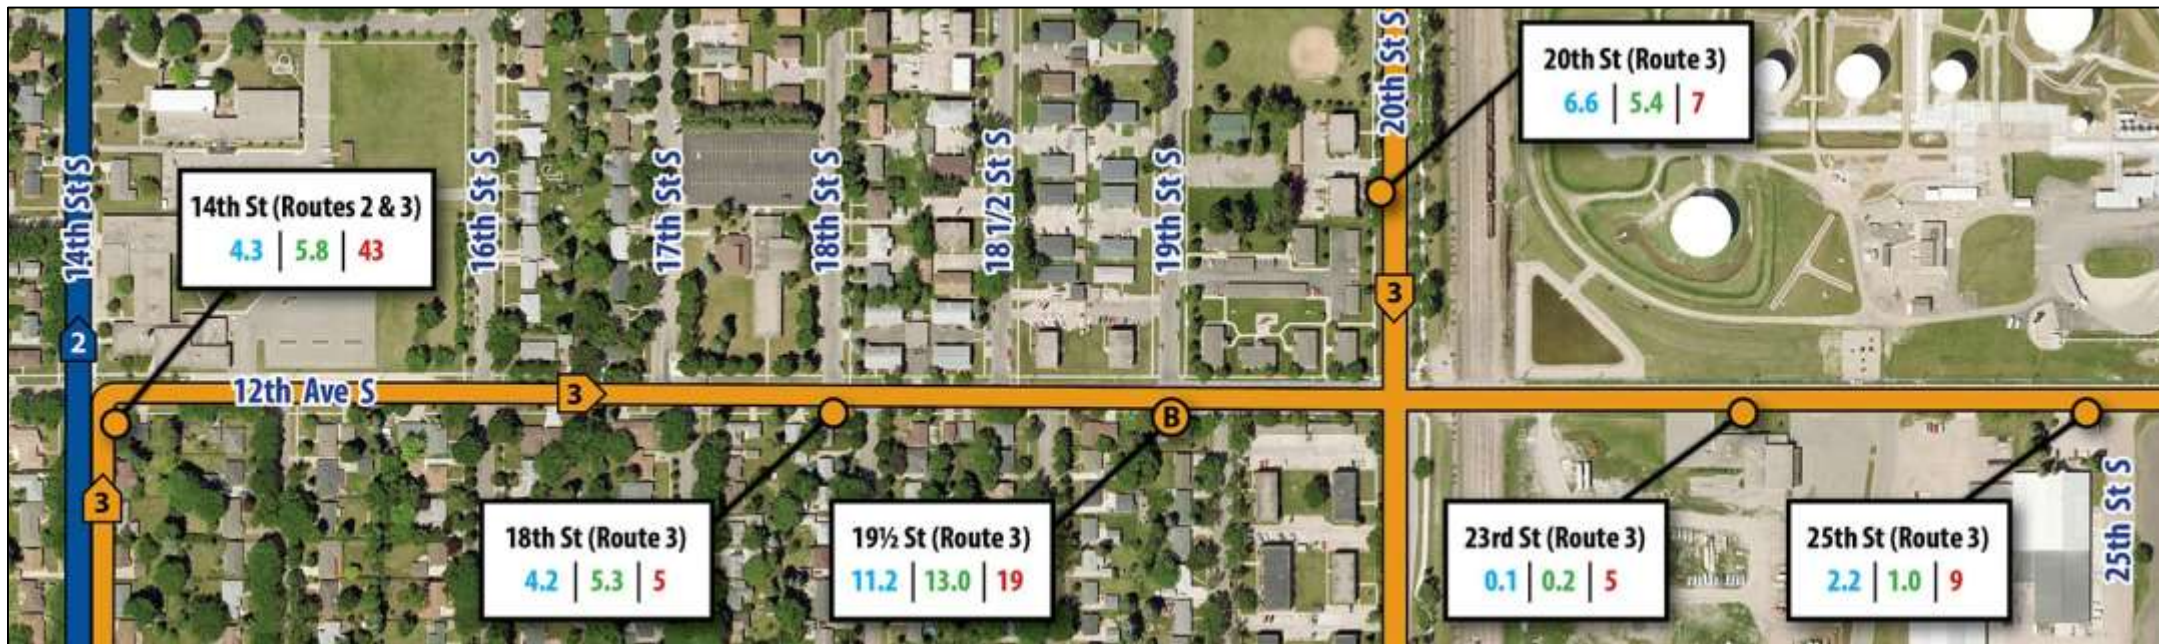 20th St (Route 3)
6.6 | 5.4 | 7
20th St S
14th St S
16th St S
17th St S
18th St S
18 1/2 St S
19th St S
14th St (Routes 2 & 3)
4.3 | 5.8 | 43
3
2
12th Ave S
3
B
3
18th St (Route 3)
4.2 | 5.3 | 5
19½ St (Route 3)
11.2 | 13.0 | 19
23rd St (Route 3)
0.1 | 0.2 | 5
25th St (Route 3)
2.2 | 1.0 | 9
25th St S